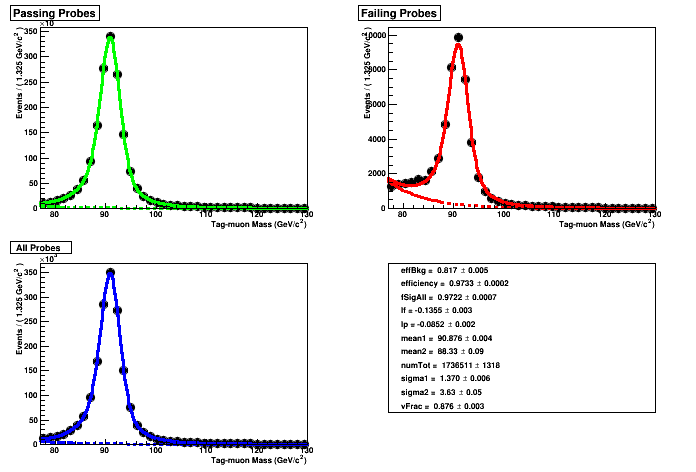 Passing Probes
×10³
Events / ( 1.325 GeV/c² )
350
300
250
200
150
100
50
0
80 90 100 110 120 130
Tag-muon Mass (GeV/c²)
Failing Probes
Events / ( 1.325 GeV/c² )
4000
2000
0
80 90 100 110 120 130
Tag-muon Mass (GeV/c²)
All Probes
×10³
Events / ( 1.325 GeV/c² )
350
300
250
200
150
100
50
0
80 90 100 110 120 130
Tag-muon Mass (GeV/c²)
effBkg = 0.817 ± 0.005
efficiency = 0.9733 ± 0.0002
fSigAll = 0.9722 ± 0.0007
lf = -0.1355 ± 0.003
lp = -0.0852 ± 0.002
mean1 = 90.876 ± 0.004
mean2 = 88.33 ± 0.09
numTot = 1736511 ± 1318
sigma1 = 1.370 ± 0.006
sigma2 = 3.63 ± 0.05
vFrac = 0.876 ± 0.003